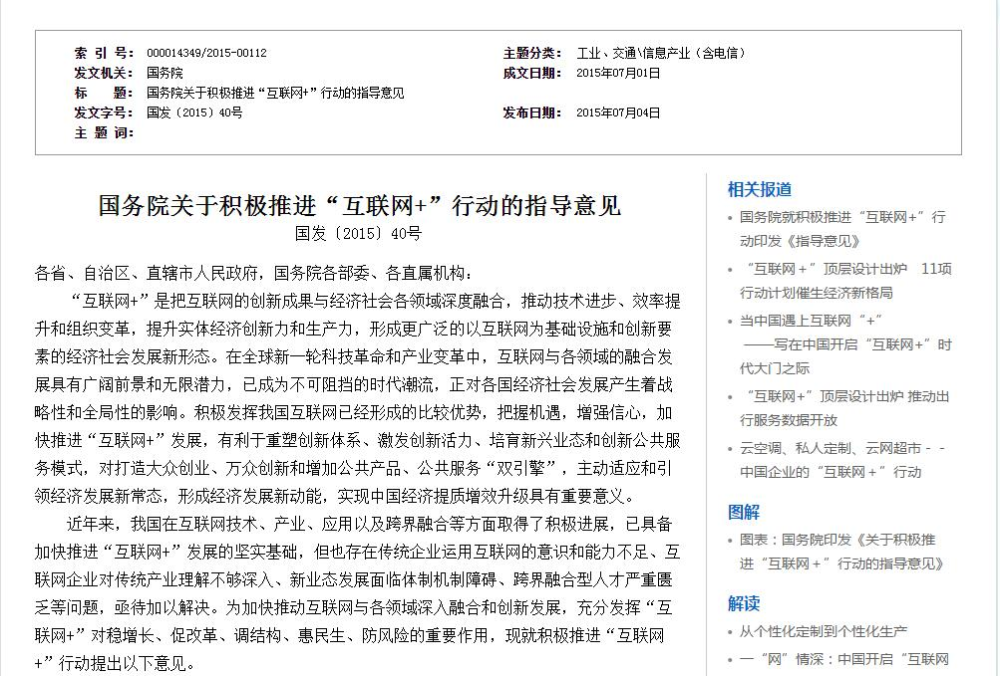 索 引 号： 000014349/2015-00112
主题分类： 工业、交通\信息产业（含电信）
发文机关： 国务院
成文日期： 2015年07月01日
标　　题： 国务院关于积极推进“互联网+”行动的指导意见
发文字号： 国发〔2015〕40号
发布日期： 2015年07月04日
主 题 词：
国务院关于积极推进“互联网+”行动的指导意见
国发〔2015〕40号
各省、自治区、直辖市人民政府，国务院各部委、各直属机构：
“互联网+”是把互联网的创新成果与经济社会各领域深度融合，推动技术进步、效率提
升和组织变革，提升实体经济创新力和生产力，形成更广泛的以互联网为基础设施和创新要
素的经济社会发展新形态。在全球新一轮科技革命和产业变革中，互联网与各领域的融合发
展具有广阔前景和无限潜力，已成为不可阻挡的时代潮流，正对各国经济社会发展产生着战
略性和全局性的影响。积极发挥我国互联网已经形成的比较优势，把握机遇，增强信心，加
快推进“互联网+”发展，有利于重塑创新体系、激发创新活力、培育新兴业态和创新公共服
务模式，对打造大众创业、万众创新和增加公共产品、公共服务“双引擎”，主动适应和引
领经济发展新常态，形成经济发展新动能，实现中国经济提质增效升级具有重要意义。
近年来，我国在互联网技术、产业、应用以及跨界融合等方面取得了积极进展，已具备
加快推进“互联网+”发展的坚实基础，但也存在传统企业运用互联网的意识和能力不足、互
联网企业对传统产业理解不够深入、新业态发展面临体制机制障碍、跨界融合型人才严重匮
乏等问题，亟待加以解决。为加快推动互联网与各领域深入融合和创新发展，充分发挥“互
联网+”对稳增长、促改革、调结构、惠民生、防风险的重要作用，现就积极推进“互联网
+”行动提出以下意见。
相关报道
• 国务院就积极推进“互联网+”行
动印发《指导意见》
• “互联网＋”顶层设计出炉　11项
行动计划催生经济新格局
• 当中国遇上互联网“+”
——写在中国开启“互联网+”时
代大门之际
• “互联网+”顶层设计出炉 推动出
行服务数据开放
• 云空调、私人定制、云网超市－－
中国企业的“互联网＋”行动
图解
• 图表：国务院印发《关于积极推
进“互联网＋”行动的指导意见》
解读
• 从个性化定制到个性化生产
• 一“网”情深：中国开启“互联网